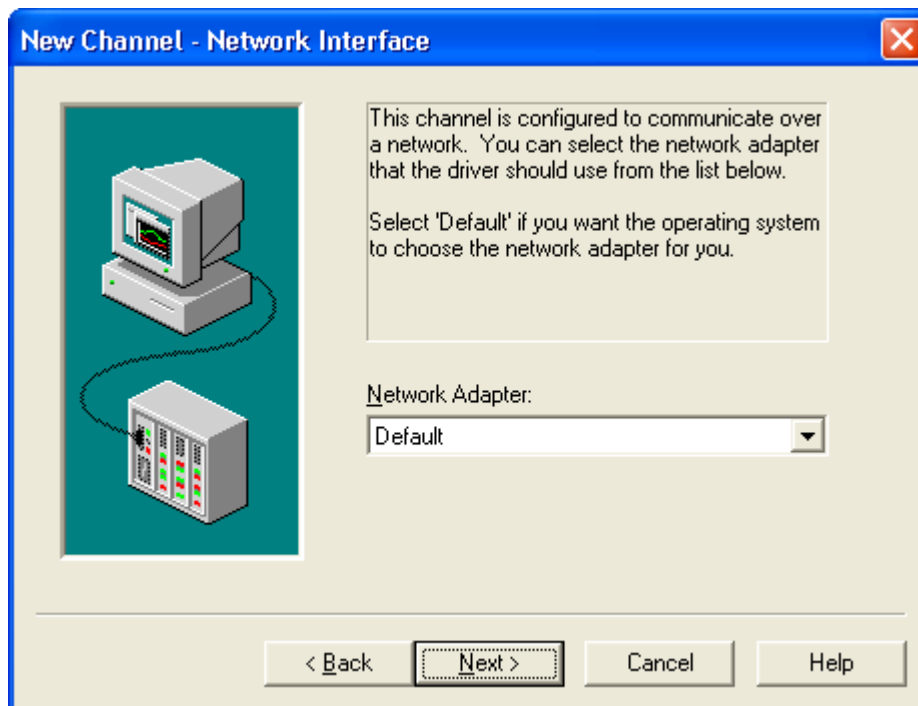 New Channel - Network Interface
This channel is configured to communicate over
a network.  You can select the network adapter
that the driver should use from the list below.
Select 'Default' if you want the operating system
to choose the network adapter for you.
Network Adapter:
Default
< Back
Next >
Cancel
Help